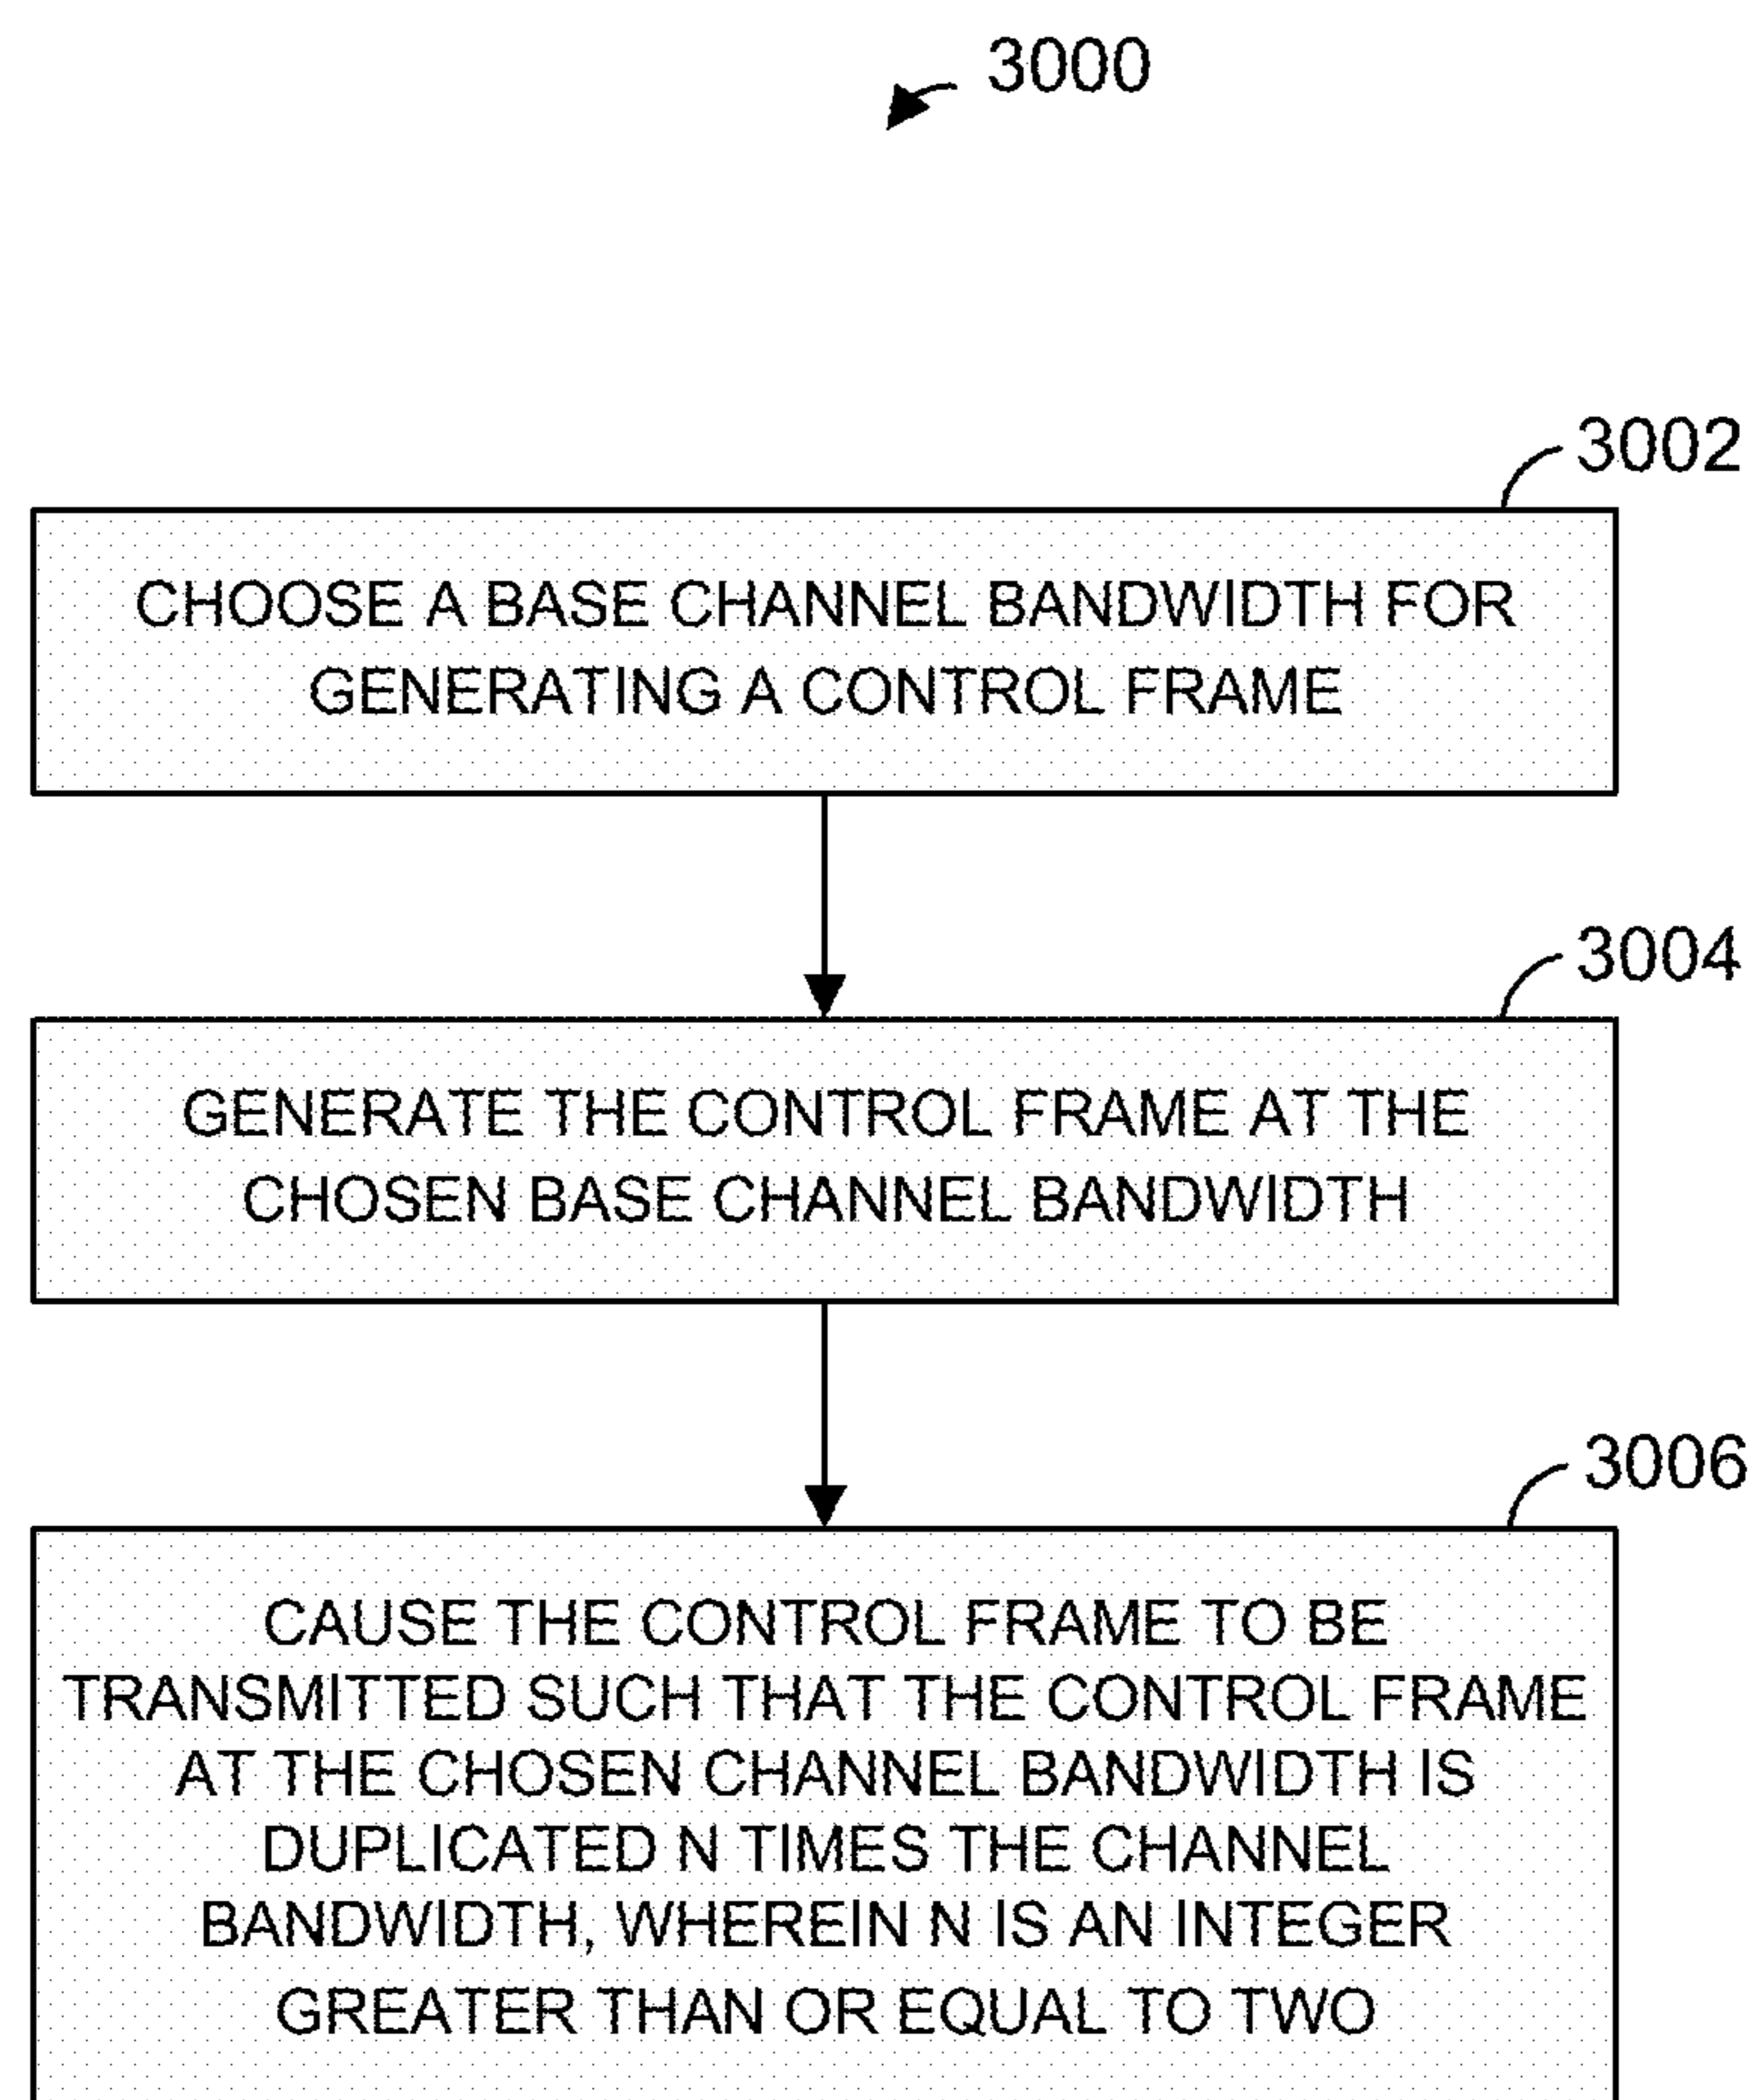 3000
3002
CHOOSE A BASE CHANNEL BANDWIDTH FOR
GENERATING A CONTROL FRAME
3004
GENERATE THE CONTROL FRAME AT THE
CHOSEN BASE CHANNEL BANDWIDTH
3006
CAUSE THE CONTROL FRAME TO BE
TRANSMITTED SUCH THAT THE CONTROL FRAME
AT THE CHOSEN CHANNEL BANDWIDTH IS
DUPLICATED N TIMES THE CHANNEL
BANDWIDTH, WHEREIN N IS AN INTEGER
GREATER THAN OR EQUAL TO TWO